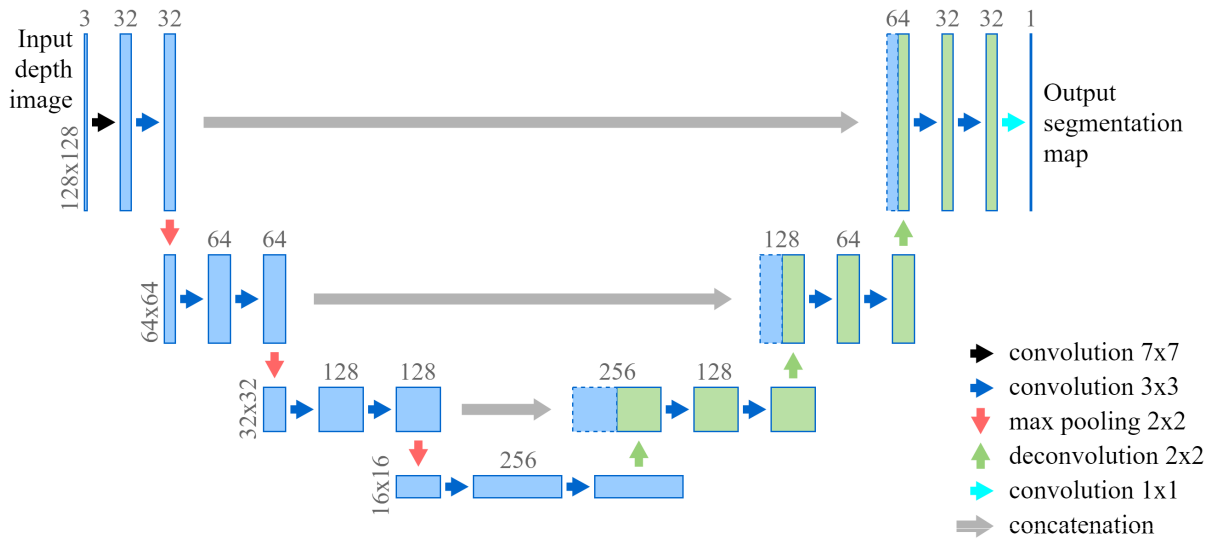 3 32 32
Input
depth
image
128x128
64 32 32 1
Output
segmentation
map
64 64
64x64
128 64
128 128
32x32
256 128
256
16x16
convolution 7x7
convolution 3x3
max pooling 2x2
deconvolution 2x2
convolution 1x1
concatenation